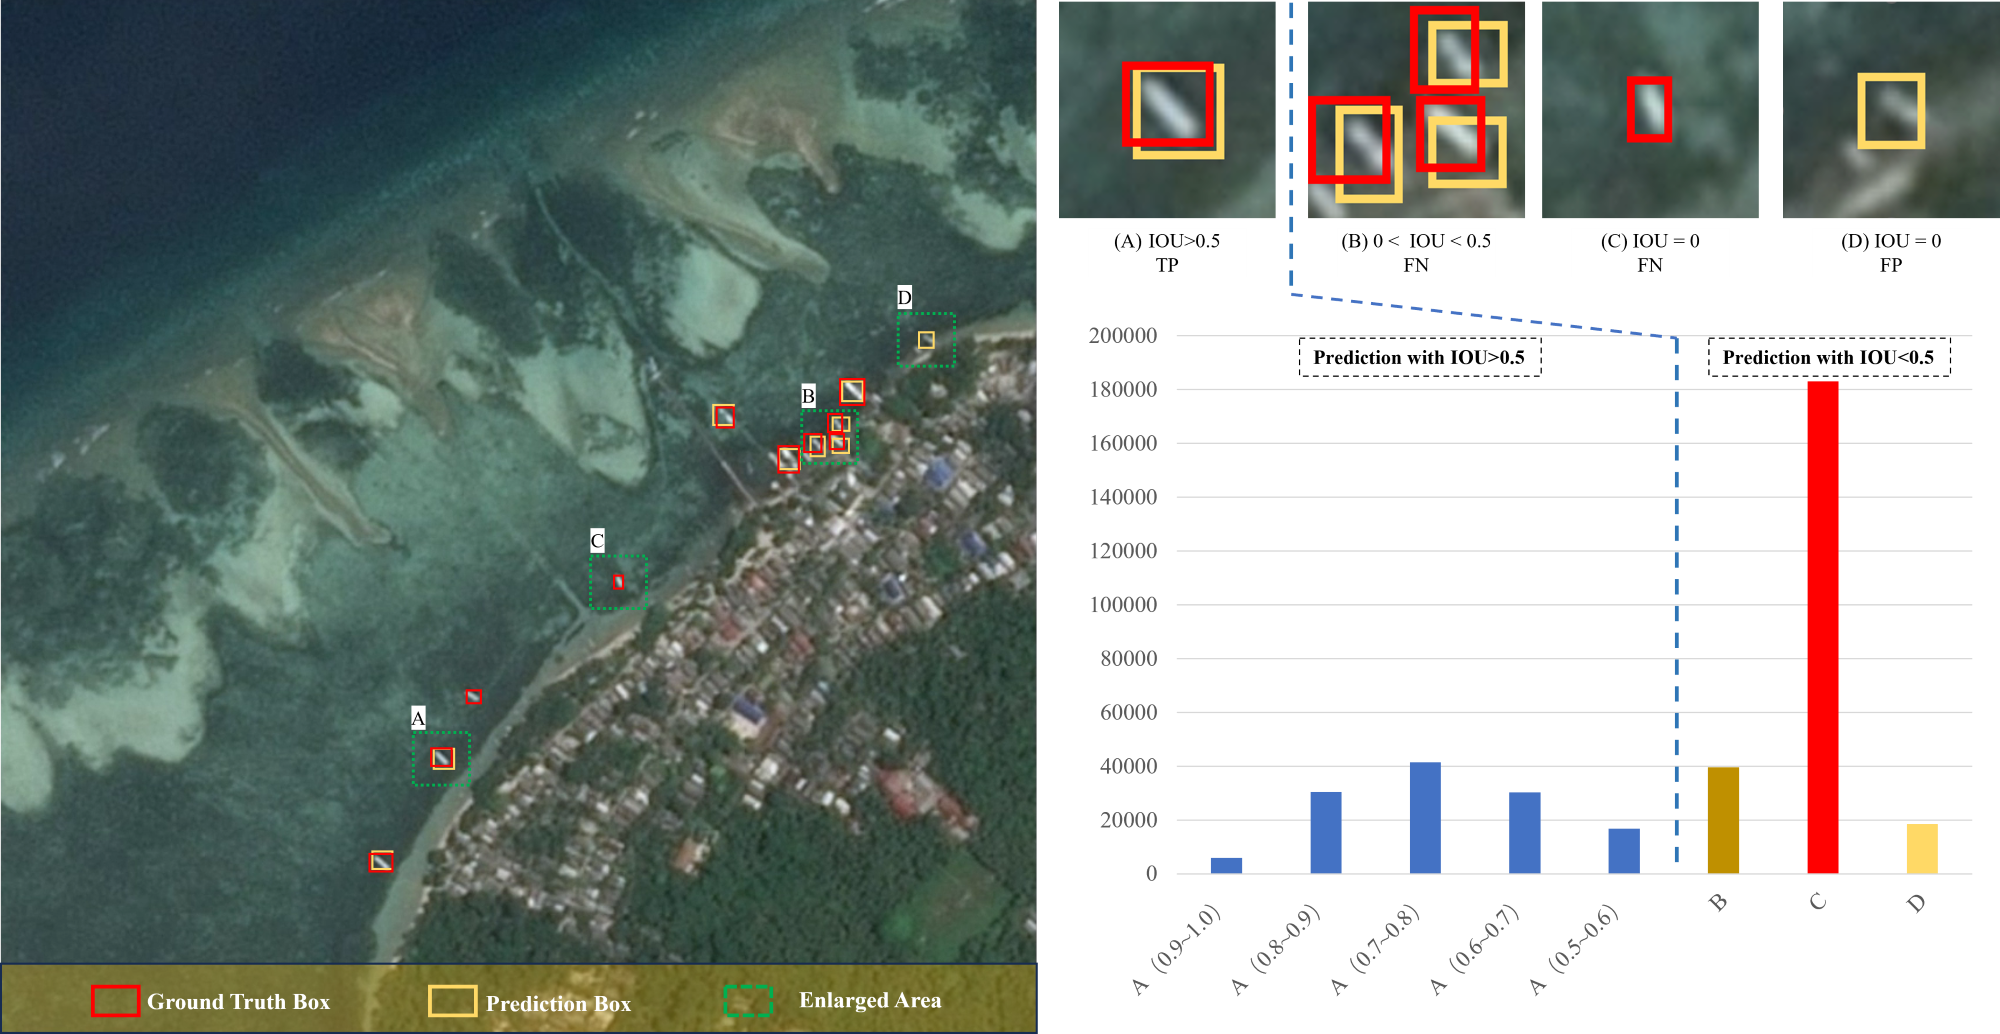 D
B
C
A
Ground Truth Box
Prediction Box
Enlarged Area
(A) IOU>0.5
TP
(B) 0 < IOU < 0.5
FN
(C) IOU = 0
FN
(D) IOU = 0
FP
Prediction with IOU>0.5
Prediction with IOU<0.5
200000
180000
160000
140000
120000
100000
80000
60000
40000
20000
0
A (0.9~1.0)
A (0.8~0.9)
A (0.7~0.8)
A (0.6~0.7)
A (0.5~0.6)
B
C
D